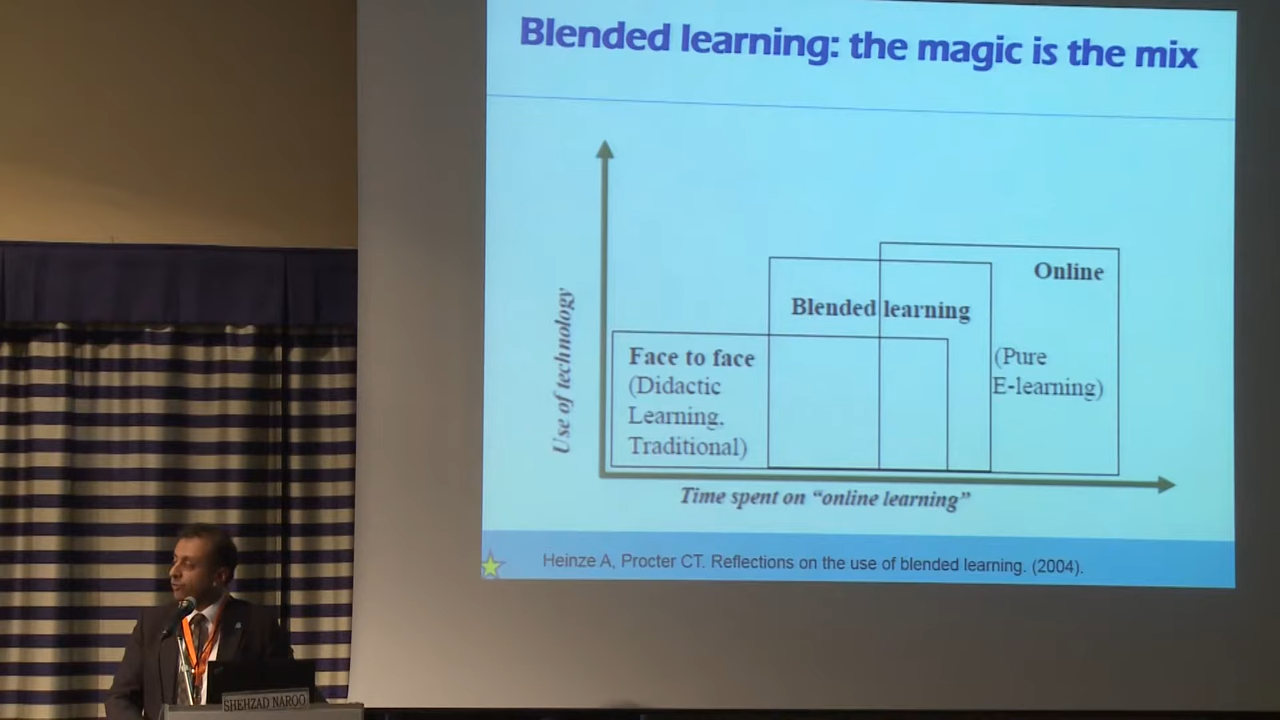 Blended learning: the magic is the mix
Use of technology
Online
Blended learning
Face to face
(Didactic
Learning.
Traditional)
(Pure
E-learning)
Time spent on “online learning”
Heinze A, Procter CT. Reflections on the use of blended learning. (2004).
SHEHZAD NAROO